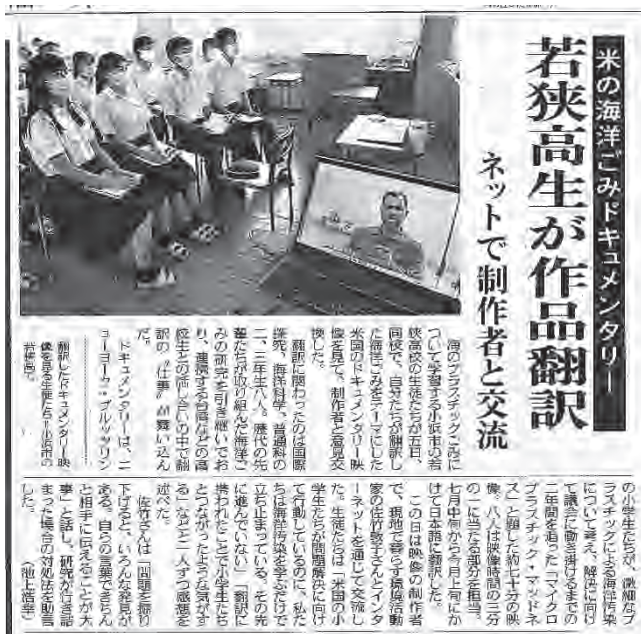 米の海洋ごみドキュメンタリー
若狭高生が作品翻訳
ネットで制作者と交流
海のプラスチックごみに
ついて学習する小浜市の若
狭高校の生徒たちが五日、
同校で、自分たちが翻訳し
た海洋ごみをテーマにした
米国のドキュメンタリー映
像を見て、制作者と意見交
換した。
翻訳に関わったのは国際
探究、海洋科学、普通科の
二、三年生八人。歴代の先
輩たちが取り組んだ海洋ご
みの研究を引き継いでお
り、連携する台湾などの高
校生との話し合いの中で翻
訳の〝仕事〟が舞い込ん
だ。
ドキュメンタリーは、ニ
ューヨーク・ブルックリン
の小学生たちが、微細なプ
ラスチックによる海洋汚染
について考え、解決に向け
て議会に働き掛けるまでの
二年間を追った「マイクロ
プラスチック・マッドネ
ス」と題した約七十分の映
像。八人は映像時間の三分
の一に当たる部分を担当。
七月中旬から今月上旬にか
けて日本語に翻訳した。
この日は映像の制作者
で、現地で暮らす環境活動
家の佐竹敦子さんとインタ
ーネットを通じて交流し
た。生徒たちは「米国の小
学生たちが問題解決に向け
て行動しているのに、私た
ちは海洋汚染を学ぶだけで
立ち止まっている。その先
に進んでいない」「翻訳に
携われたことで小学生たち
とつながったような気がす
る」などと一人ずつ感想を
述べた。
佐竹さんは「問題を掘り
下げると、いろんな発見が
ある。自らの言葉できちん
と相手に伝えることが大
事」と話し、研究が行き詰
まった場合の対処法を助言
した。（池上浩幸）
翻訳したドキュメンタリー映
像を見る生徒たち＝小浜市の
若狭高で